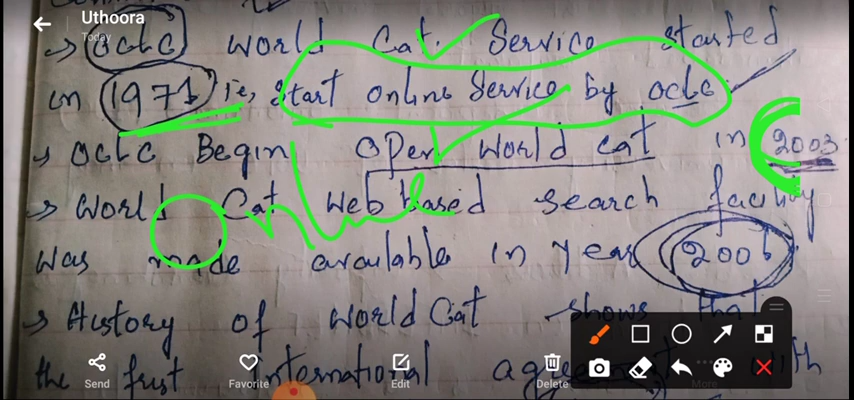 Uthoora
Today
→ OCLC World Cat. Service started
in 1971 ie, start online Service by OCLC
→ OCLC Begin Open World Cat in 2003
→ World Cat web based search facility
was made available in year 2006
→ History of World Cat shows that
the first International agreement with
Send Favorite Edit Delete More